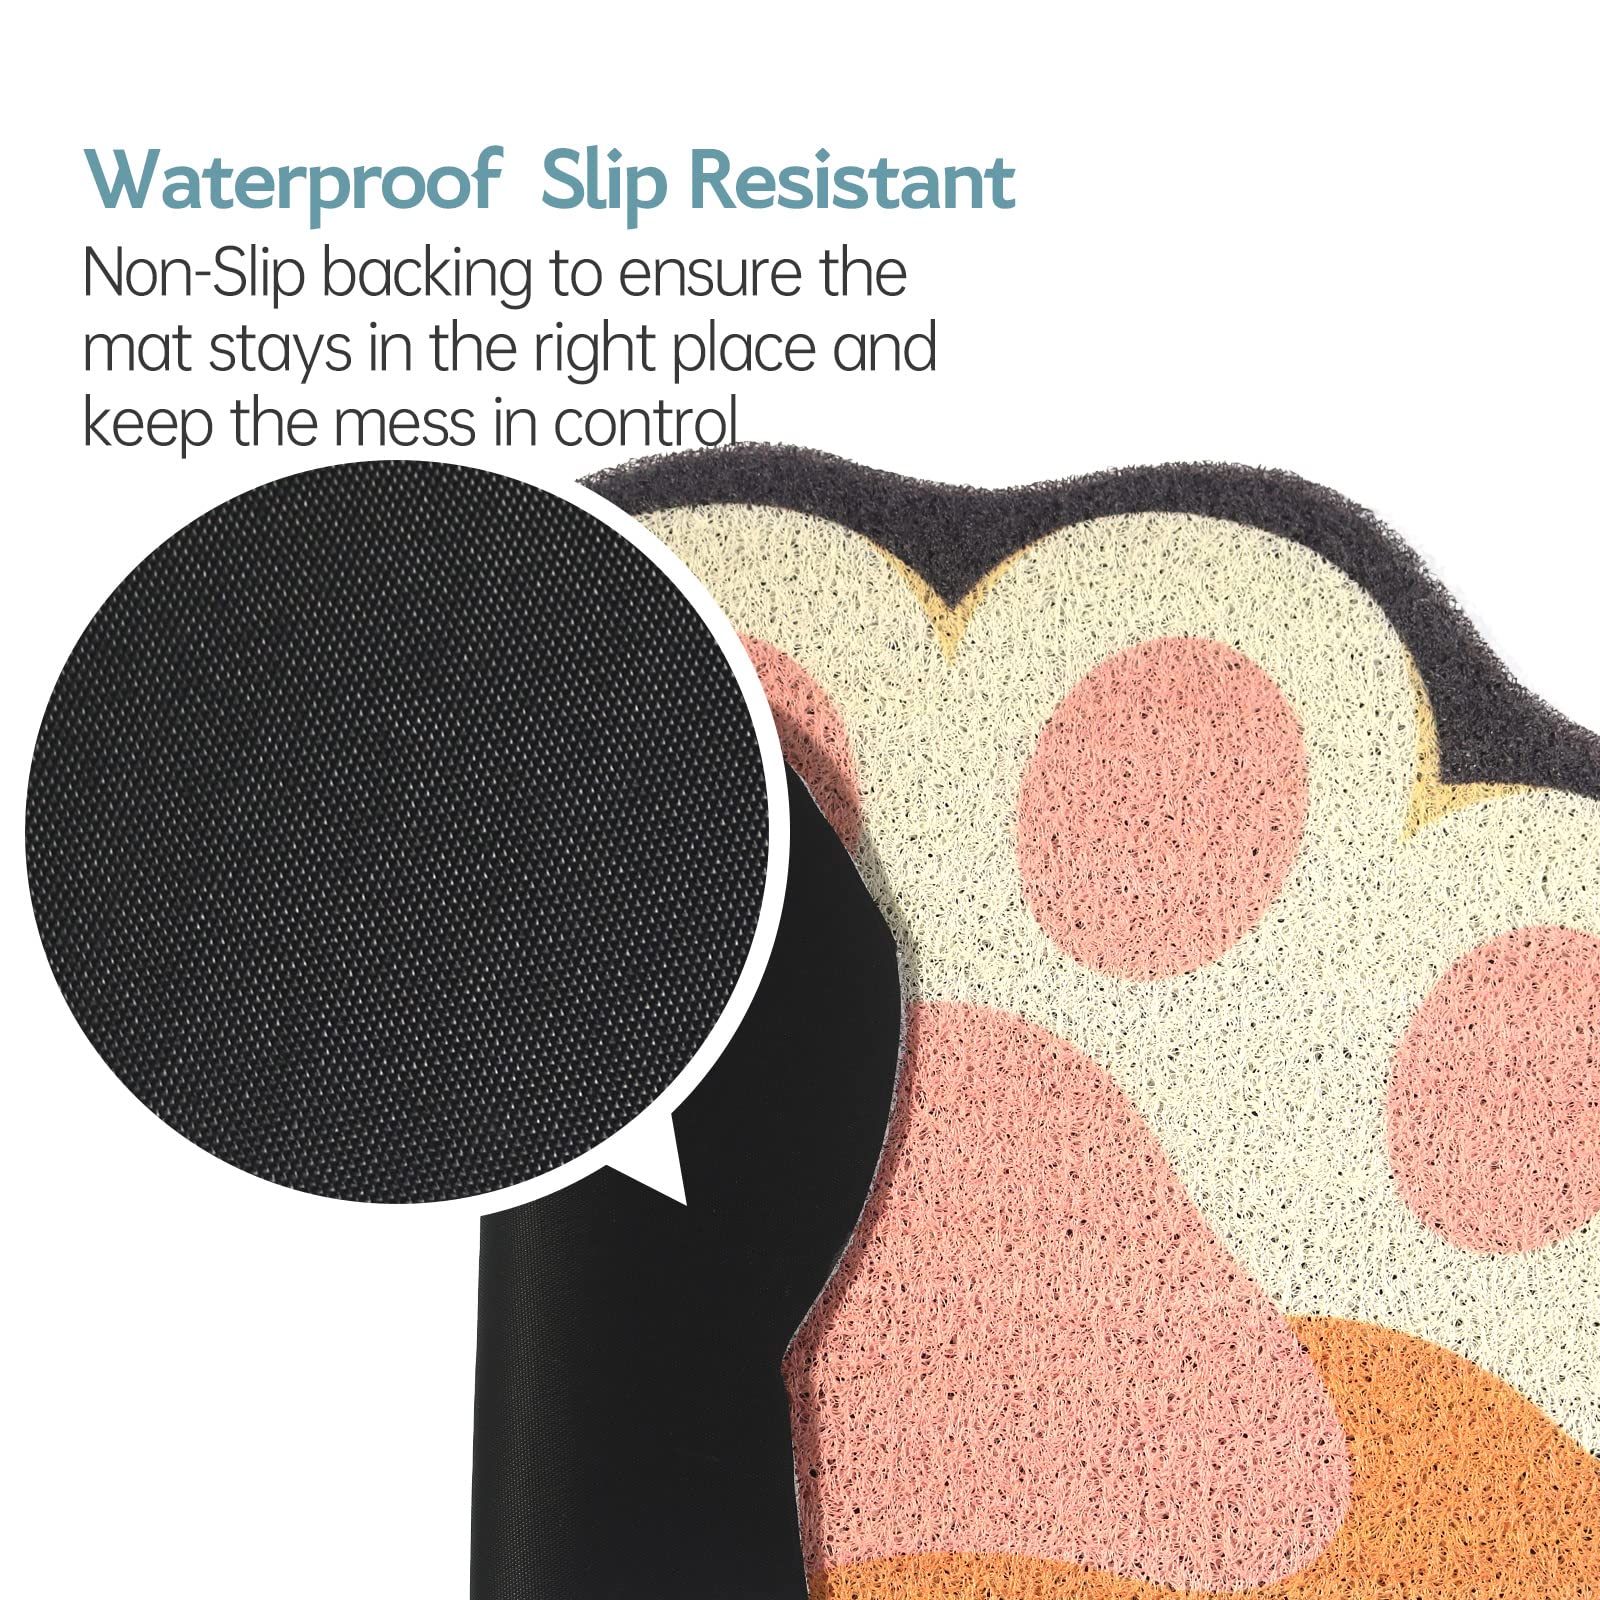 Waterproof Slip Resistant
Non-Slip backing to ensure the
mat stays in the right place and
keep the mess in control